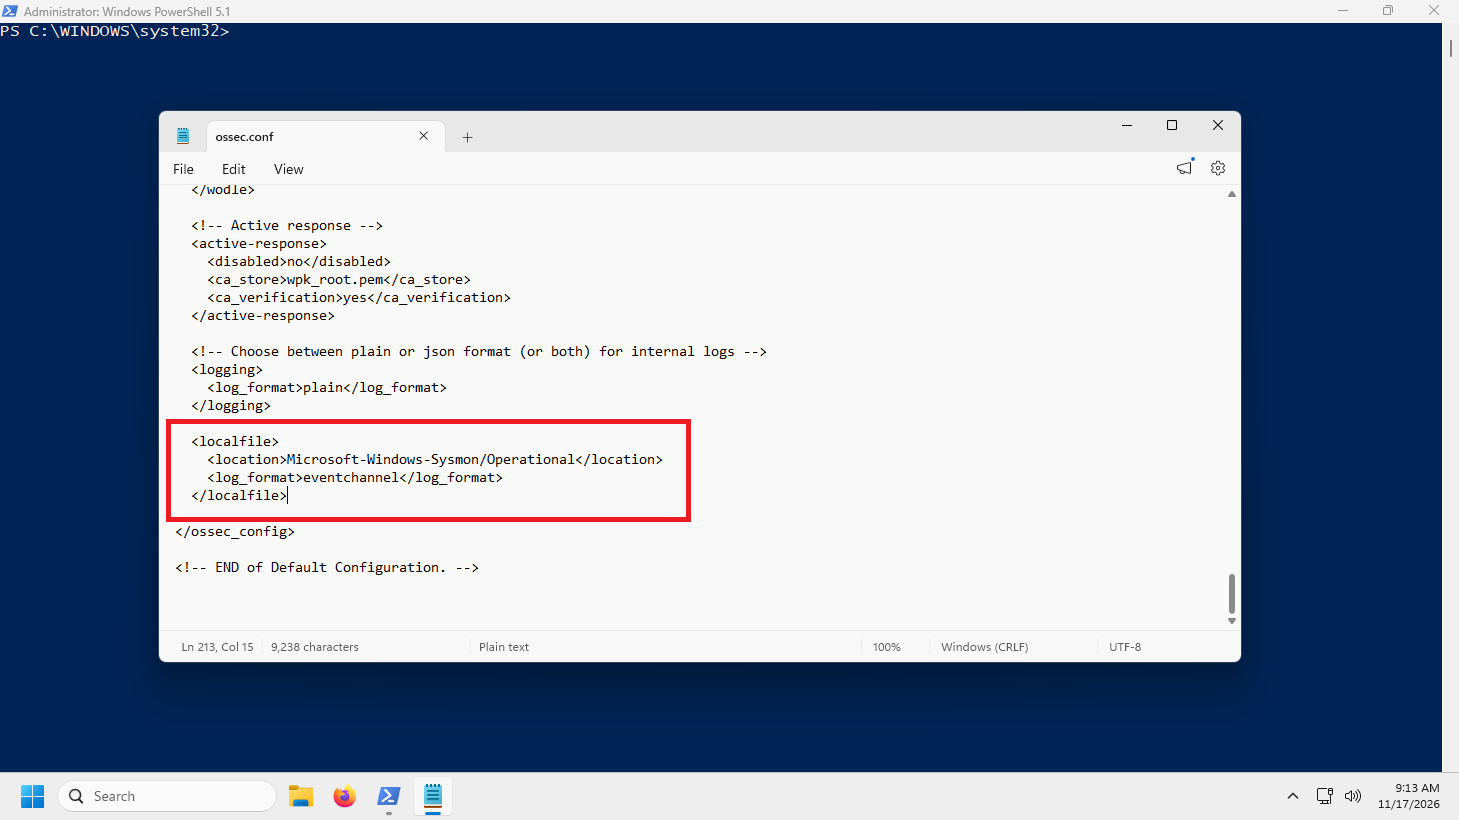 Administrator: Windows PowerShell 5.1
PS C:\WINDOWS\system32>
ossec.conf
File Edit View
</wodle>
<!-- Active response -->
<active-response>
<disabled>no</disabled>
<ca_store>wpk_root.pem</ca_store>
<ca_verification>yes</ca_verification>
</active-response>
<!-- Choose between plain or json format (or both) for internal logs -->
<logging>
<log_format>plain</log_format>
</logging>
<localfile>
<location>Microsoft-Windows-Sysmon/Operational</location>
<log_format>eventchannel</log_format>
</localfile>
</ossec_config>
<!-- END of Default Configuration. -->
Ln 213, Col 15 9,238 characters Plain text 100% Windows (CRLF) UTF-8
Search
9:13 AM
11/17/2026